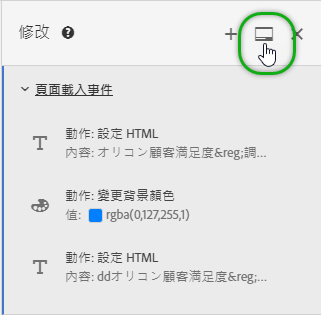 修改
頁面載入事件
動作: 設定 HTML
內容: オリコン顧客満足度&reg;調...
動作: 變更背景顏色
值: rgba(0,127,255,1)
動作: 設定 HTML
內容: ddオリコン顧客満足度&reg;...